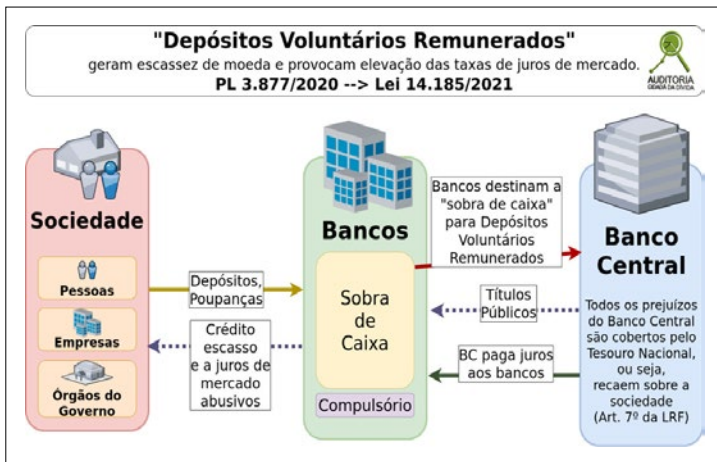 "Depósitos Voluntários Remunerados"
geram escassez de moeda e provocam elevação das taxas de juros de mercado.
PL 3.877/2020 --> Lei 14.185/2021
AUDITORIA
CIDADÃ DA DÍVIDA
Sociedade
Pessoas
Empresas
Órgãos do
Governo
Depósitos,
Poupanças
Crédito
escasso
e a juros de
mercado
abusivos
Bancos
Sobra
de
Caixa
Compulsório
Bancos destinam a
"sobra de caixa"
para Depósitos
Voluntários
Remunerados
Títulos
Públicos
BC paga juros
aos bancos
Banco
Central
Todos os prejuízos
do Banco Central
são cobertos pelo
Tesouro Nacional,
ou seja,
recaem sobre a
sociedade
(Art. 7º da LRF)